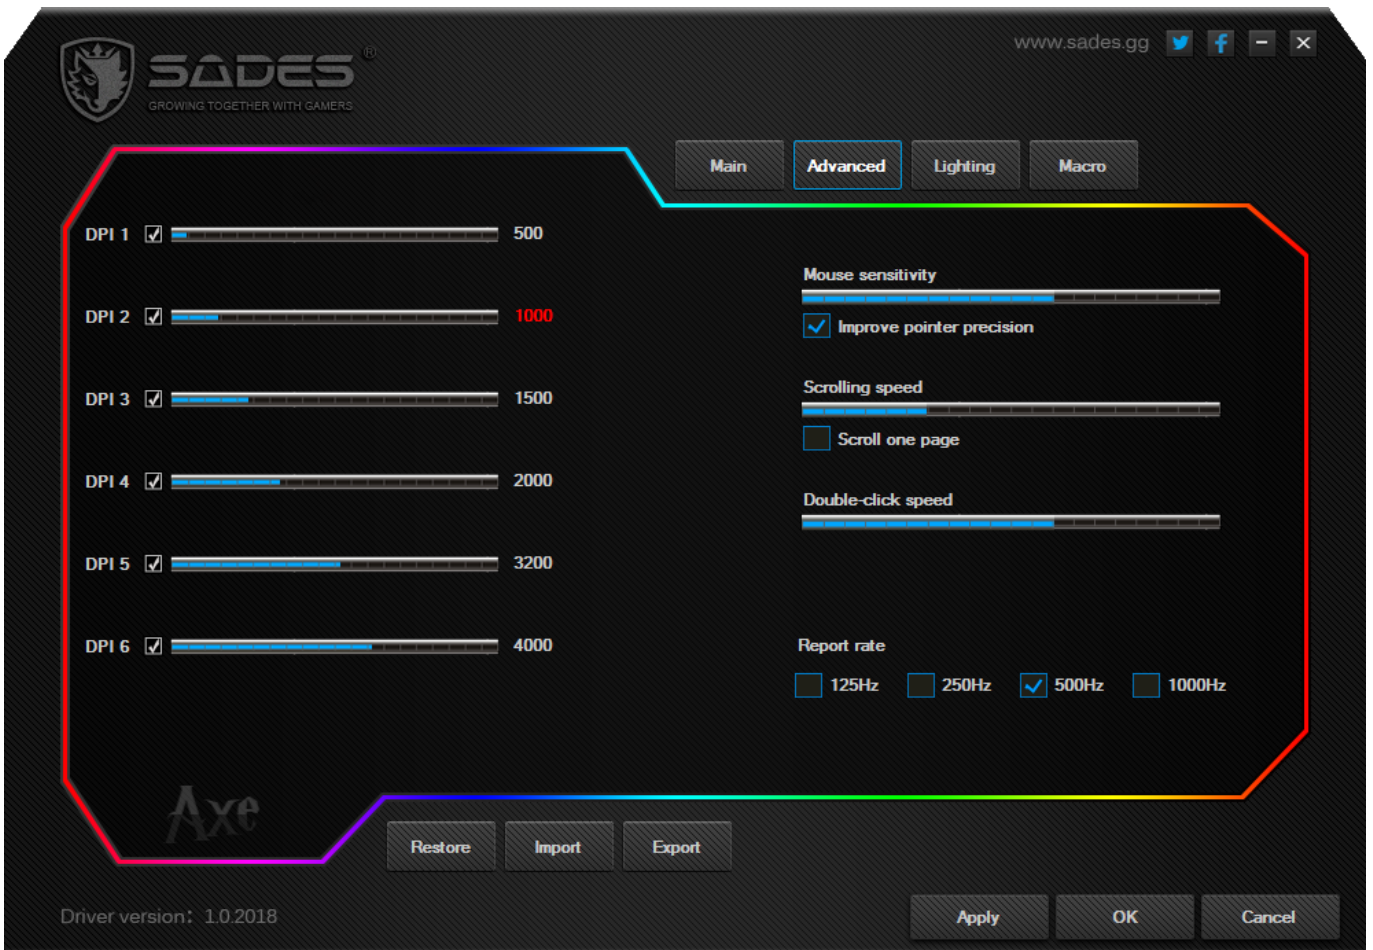 www.sades.gg
SADES®
GROWING TOGETHER WITH GAMERS
Main Advanced Lighting Macro
DPI 1 500
DPI 2 1000
DPI 3 1500
DPI 4 2000
DPI 5 3200
DPI 6 4000
Mouse sensitivity
Improve pointer precision
Scrolling speed
Scroll one page
Double-click speed
Report rate
125Hz 250Hz 500Hz 1000Hz
Axe
Restore Import Export
Driver version: 1.0.2018
Apply OK Cancel